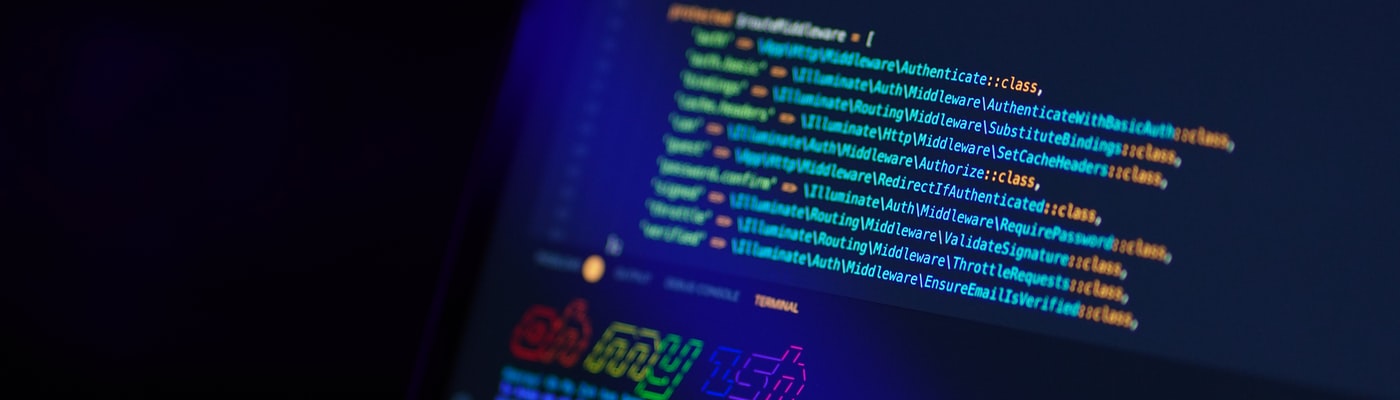 protected $routeMiddleware = [
'auth' => \App\Http\Middleware\Authenticate::class,
'auth.basic' => \Illuminate\Auth\Middleware\AuthenticateWithBasicAuth::class,
'bindings' => \Illuminate\Routing\Middleware\SubstituteBindings::class,
'cache.headers' => \Illuminate\Http\Middleware\SetCacheHeaders::class,
'can' => \Illuminate\Auth\Middleware\Authorize::class,
'guest' => \App\Http\Middleware\RedirectIfAuthenticated::class,
'password.confirm' => \Illuminate\Auth\Middleware\RequirePassword::class,
'signed' => \Illuminate\Routing\Middleware\ValidateSignature::class,
'throttle' => \Illuminate\Routing\Middleware\ThrottleRequests::class,
'verified' => \Illuminate\Auth\Middleware\EnsureEmailIsVerified::class,
];
OUTPUT DEBUG CONSOLE TERMINAL
oh my zsh